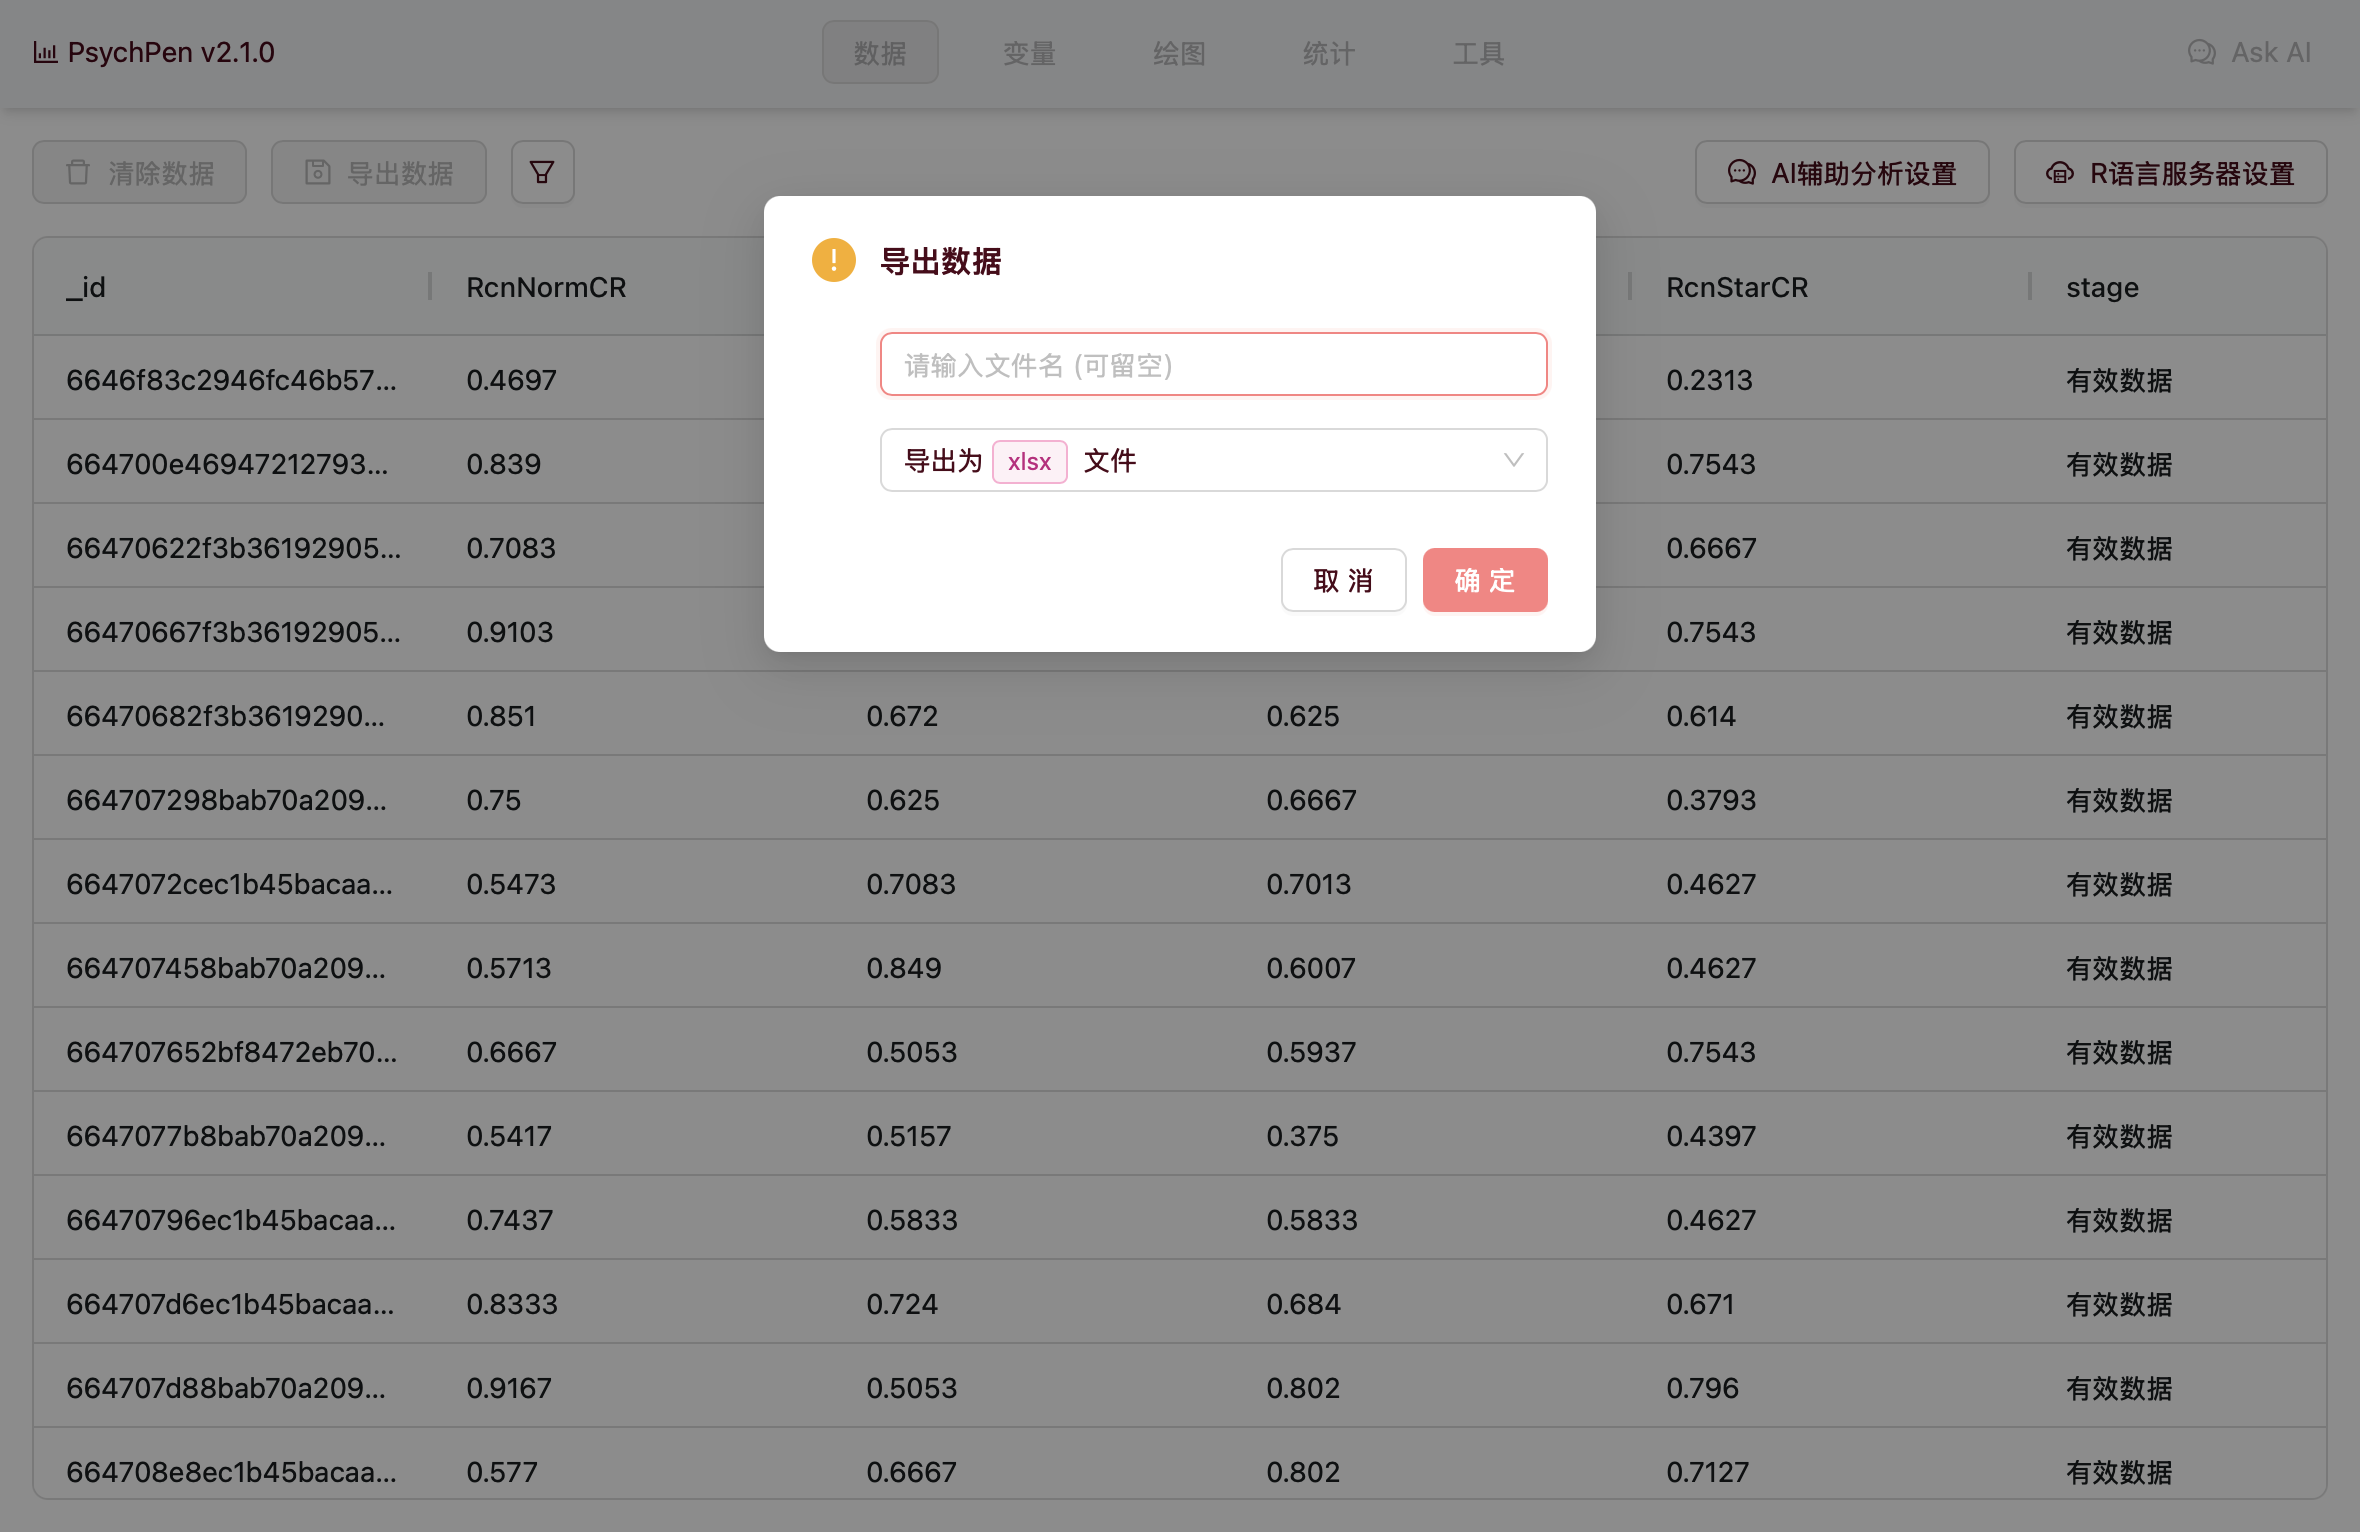 PsychPen v2.1.0 数据 变量 绘图 统计 工具 Ask AI
清除数据 导出数据 AI辅助分析设置 R语言服务器设置
导出数据
请输入文件名 (可留空)
导出为 xlsx 文件
取 消 确 定
_id RcnNormCR RcnStarCR stage
6646f83c2946fc46b57... 0.4697 0.2313 有效数据
664700e46947212793... 0.839 0.7543 有效数据
66470622f3b36192905... 0.7083 0.6667 有效数据
66470667f3b36192905... 0.9103 0.7543 有效数据
66470682f3b3619290... 0.851 0.672 0.625 0.614 有效数据
664707298bab70a209... 0.75 0.625 0.6667 0.3793 有效数据
6647072cec1b45bacaa... 0.5473 0.7083 0.7013 0.4627 有效数据
664707458bab70a209... 0.5713 0.849 0.6007 0.4627 有效数据
664707652bf8472eb70... 0.6667 0.5053 0.5937 0.7543 有效数据
6647077b8bab70a209... 0.5417 0.5157 0.375 0.4397 有效数据
66470796ec1b45bacaa... 0.7437 0.5833 0.5833 0.4627 有效数据
664707d6ec1b45bacaa... 0.8333 0.724 0.684 0.671 有效数据
664707d88bab70a209... 0.9167 0.5053 0.802 0.796 有效数据
664708e8ec1b45bacaa... 0.577 0.6667 0.802 0.7127 有效数据